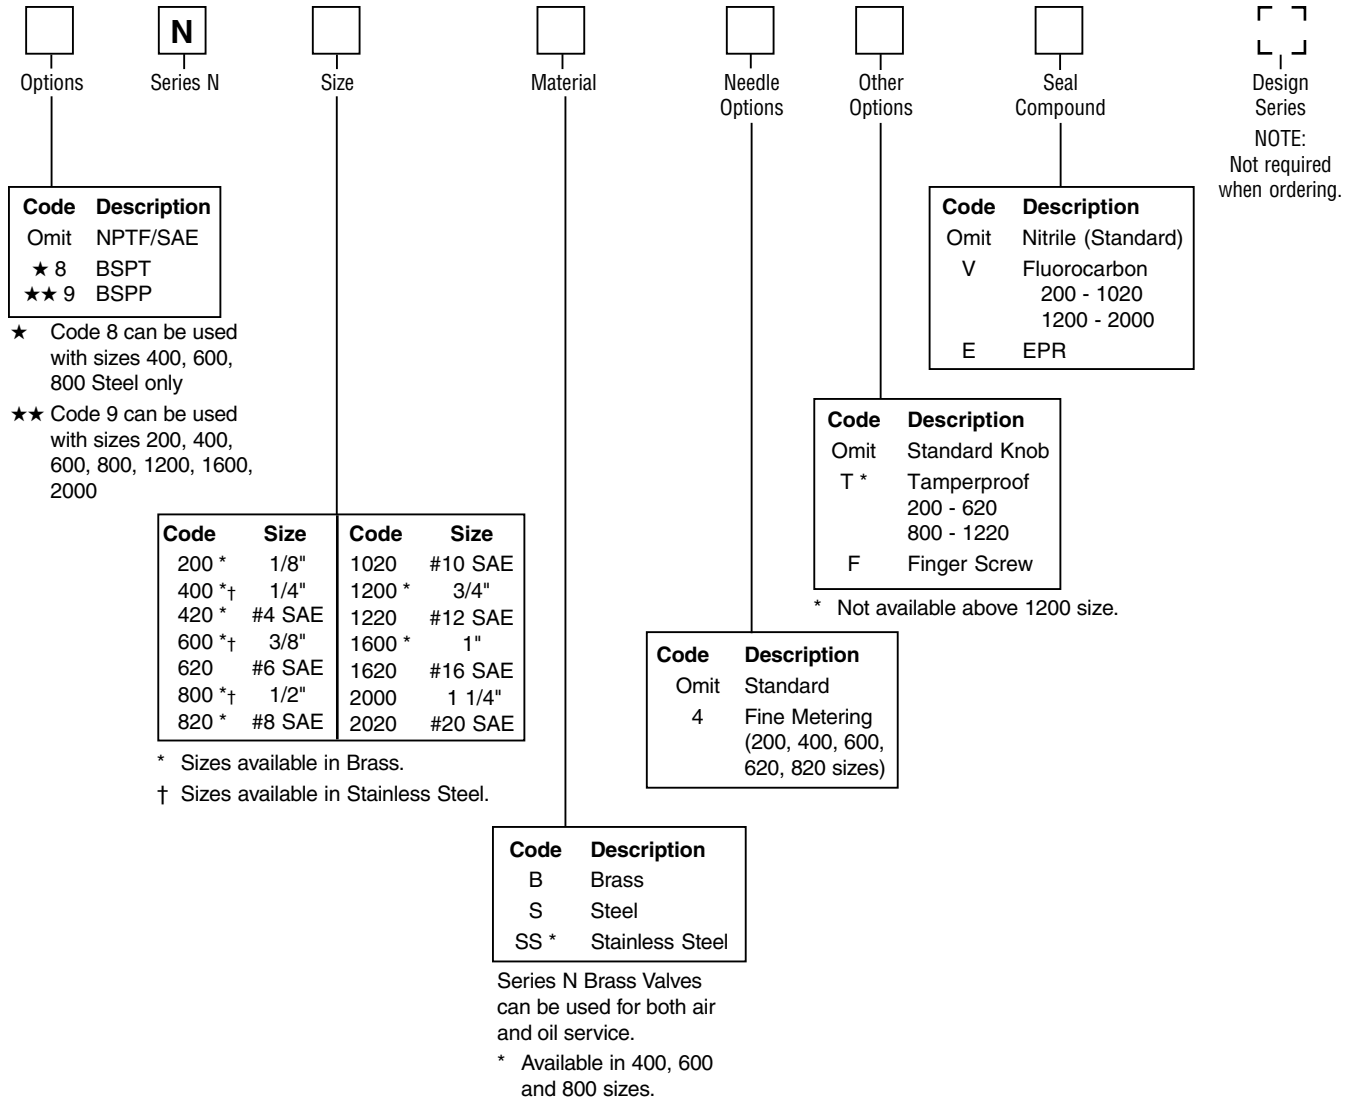 N
Options
Series N
Size
Material
Needle
Options
Other
Options
Seal
Compound
Design
Series
NOTE:
Not required
when ordering.
Code Description
Omit NPTF/SAE
★ 8 BSPT
★★ 9 BSPP
★ Code 8 can be used
with sizes 400, 600,
800 Steel only
★★ Code 9 can be used
with sizes 200, 400,
600, 800, 1200, 1600,
2000
Code Size Code Size
200 * 1/8" 1020 #10 SAE
400 *† 1/4" 1200 * 3/4"
420 * #4 SAE 1220 #12 SAE
600 *† 3/8" 1600 * 1"
620 #6 SAE 1620 #16 SAE
800 *† 1/2" 2000 1 1/4"
820 * #8 SAE 2020 #20 SAE
* Sizes available in Brass.
† Sizes available in Stainless Steel.
Code Description
B Brass
S Steel
SS * Stainless Steel
Series N Brass Valves
can be used for both air
and oil service.
* Available in 400, 600
and 800 sizes.
Code Description
Omit Standard
4 Fine Metering
(200, 400, 600,
620, 820 sizes)
Code Description
Omit Standard Knob
T * Tamperproof
200 - 620
800 - 1220
F Finger Screw
* Not available above 1200 size.
Code Description
Omit Nitrile (Standard)
V Fluorocarbon
200 - 1020
1200 - 2000
E EPR